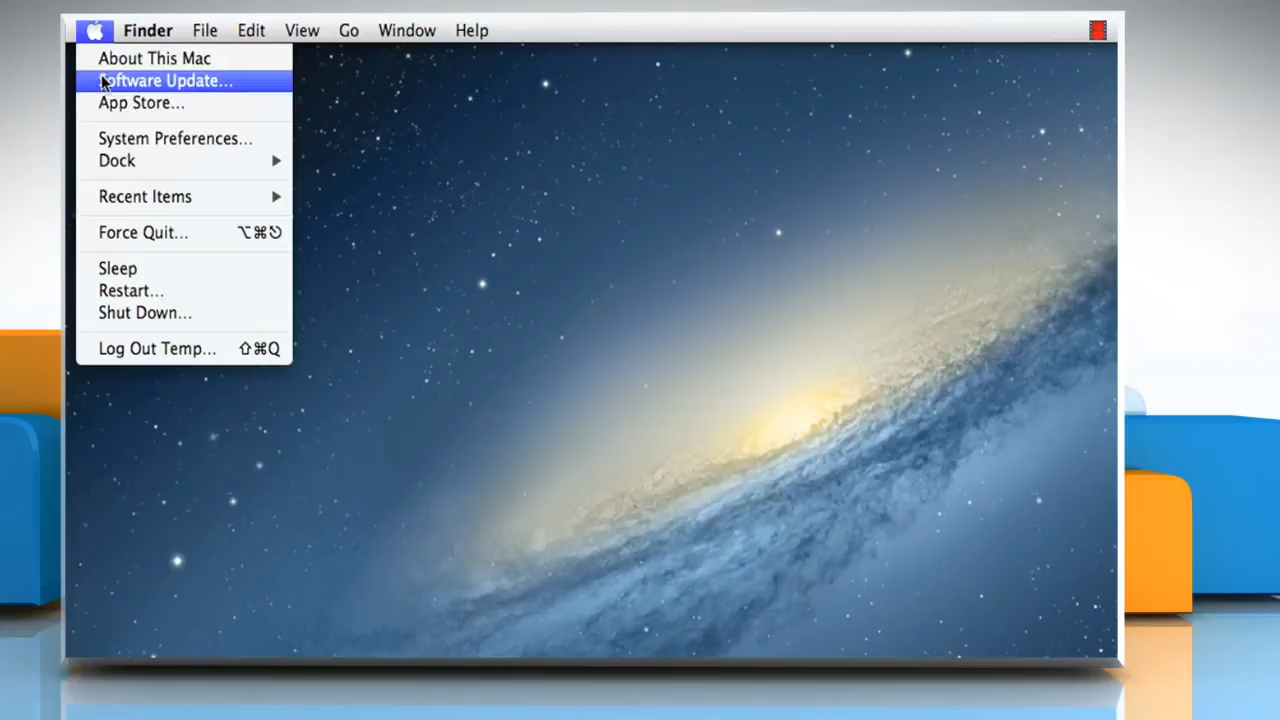 Finder File Edit View Go Window Help
About This Mac
Software Update...
App Store...
System Preferences...
Dock
Recent Items
Force Quit... ⌥⌘⎋
Sleep
Restart...
Shut Down...
Log Out Temp... ⇧⌘Q